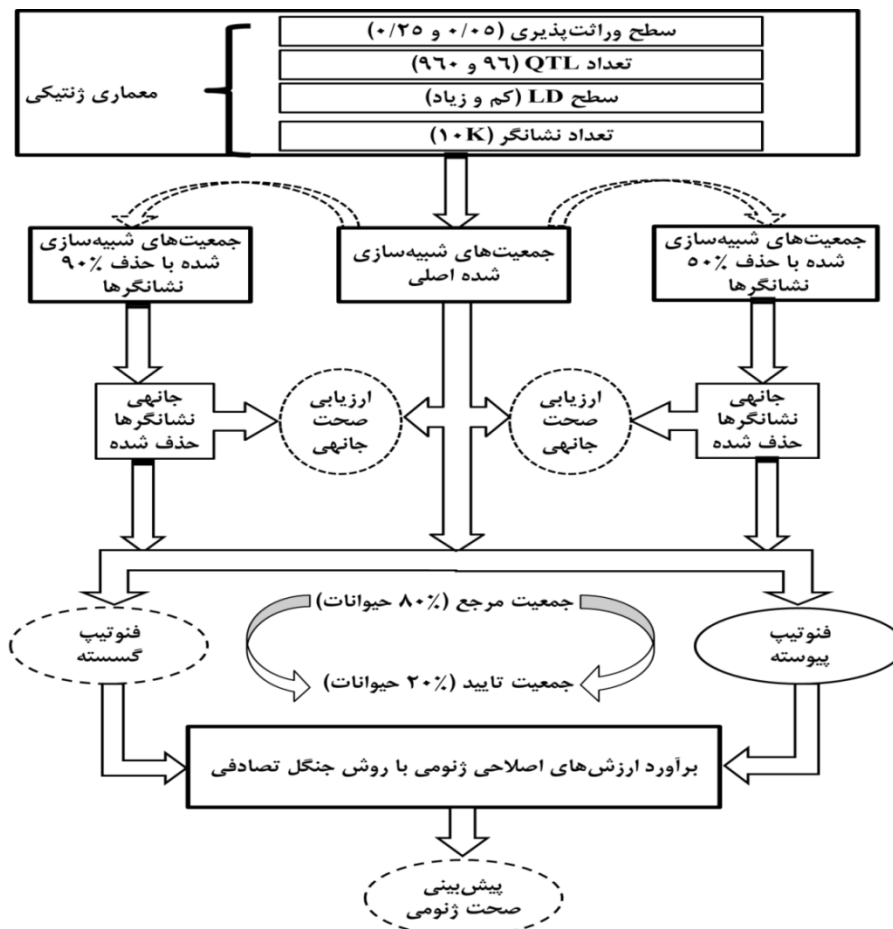 سطح وراثت‌پذیری (۰/۰۵ و ۰/۲۵)
تعداد QTL (۹۶ و ۹۶۰)
سطح LD (کم و زیاد)
تعداد نشانگر (۱۰K)
معماری ژنتیکی
جمعیت‌های شبیه‌سازی
شده با حذف ۵۰٪
نشانگرها
جمعیت‌های شبیه‌سازی
شده اصلی
جمعیت‌های شبیه‌سازی
شده با حذف ۹۰٪
نشانگرها
جانهی
نشانگرها
حذف شده
ارزیابی
صحت
جانهی
ارزیابی
صحت
جانهی
جانهی
نشانگرها
حذف شده
فنوتیپ
پیوسته
جمعیت مرجع (۸۰٪ حیوانات)
جمعیت تایید (۲۰٪ حیوانات)
فنوتیپ
گسسته
برآورد ارزش‌های اصلاحی ژنومی با روش جنگل تصادفی
پیش‌بینی
صحت ژنومی